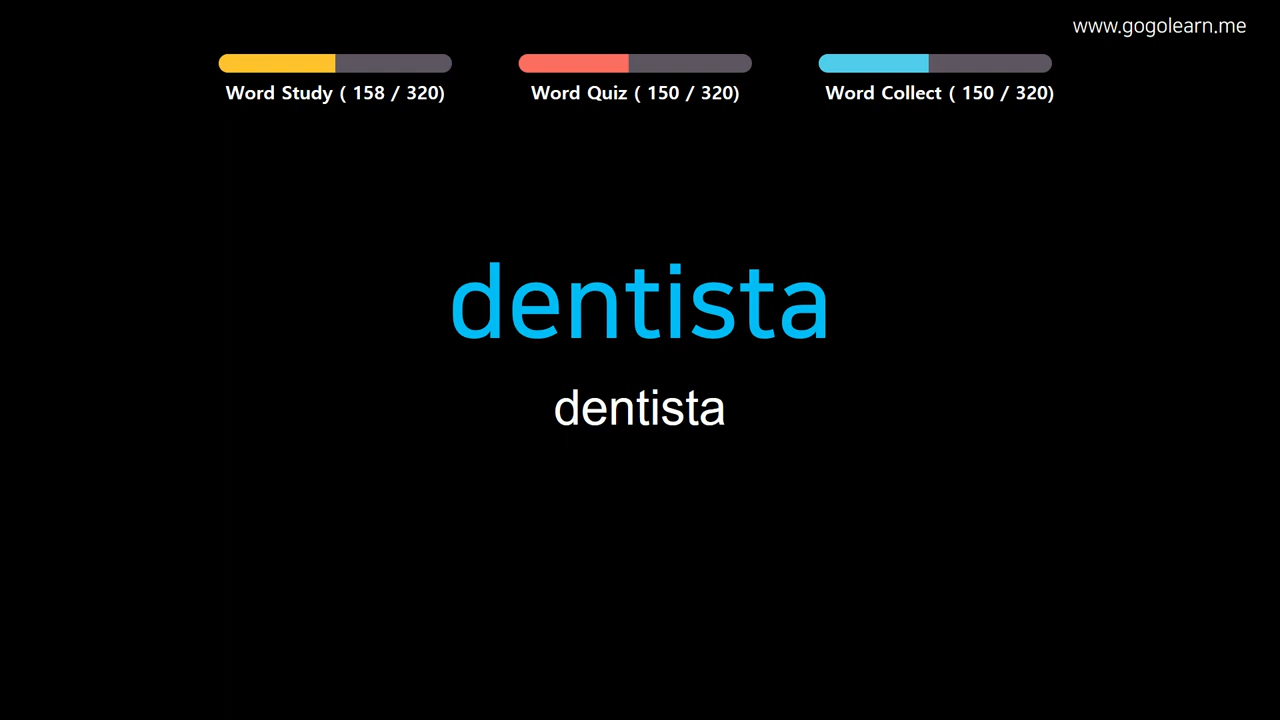 www.gogolearn.me
Word Study ( 158 / 320)
Word Quiz ( 150 / 320)
Word Collect ( 150 / 320)
dentista
dentista